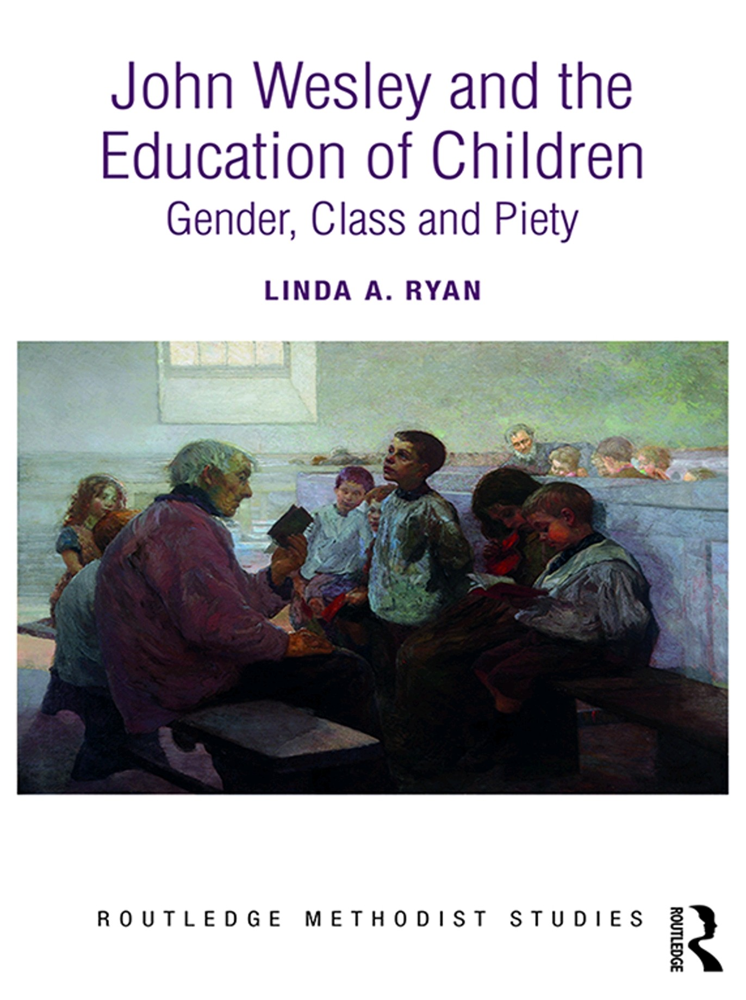 John Wesley and the
Education of Children
Gender, Class and Piety
LINDA A. RYAN
ROUTLEDGE METHODIST STUDIES
ROUTLEDGE